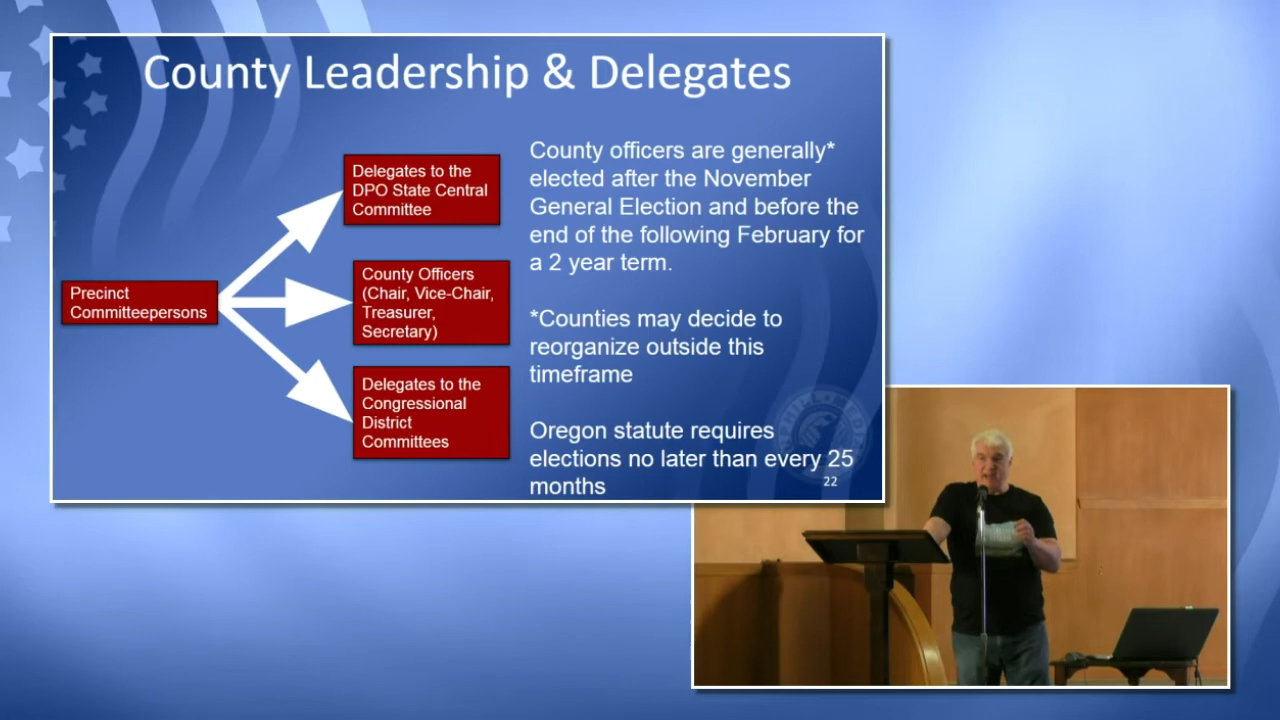 County Leadership & Delegates
Precinct
Committeepersons
Delegates to the
DPO State Central
Committee
County Officers
(Chair, Vice-Chair,
Treasurer,
Secretary)
Delegates to the
Congressional
District
Committees
County officers are generally*
elected after the November
General Election and before the
end of the following February for
a 2 year term.
*Counties may decide to
reorganize outside this
timeframe
Oregon statute requires
elections no later than every 25
months
22